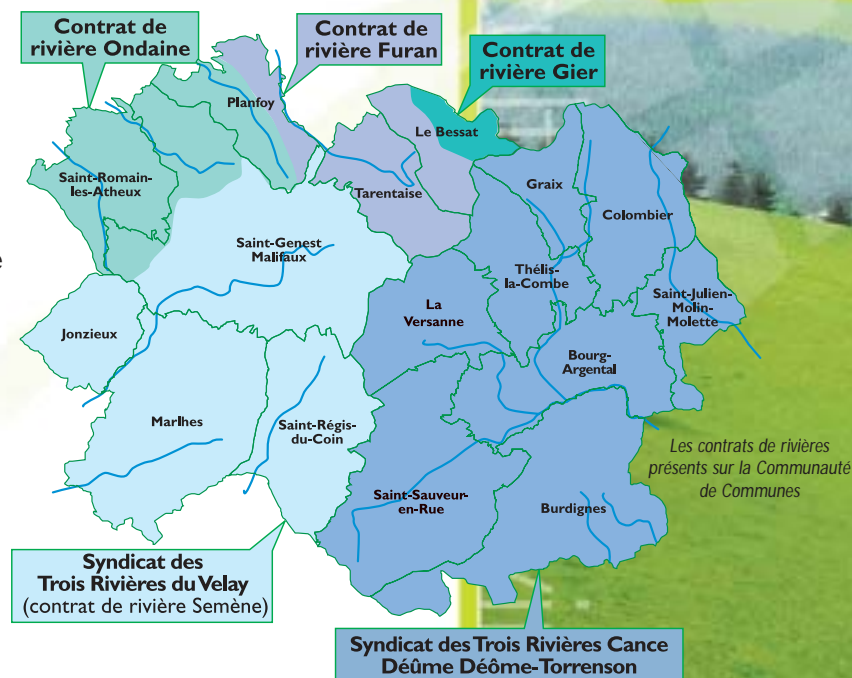 Contrat de
rivière Ondaine
Contrat de
rivière Furan
Contrat de
rivière Gier
Planfoy
Le Bessat
Saint-Romain-
les-Atheux
Tarentaise
Graix
Colombier
Saint-Genest
Malifaux
Thélis-
la-Combe
Saint-Julien-
Molin-
Molette
La
Versanne
Jonzieux
Bourg-
Argental
Marlhes
Saint-Régis-
du-Coin
Les contrats de rivières
présents sur la Communauté
de Communes
Saint-Sauveur-
en-Rue
Burdignes
Syndicat des
Trois Rivières du Velay
(contrat de rivière Semène)
Syndicat des Trois Rivières Cance
Déûme Déôme-Torrenson